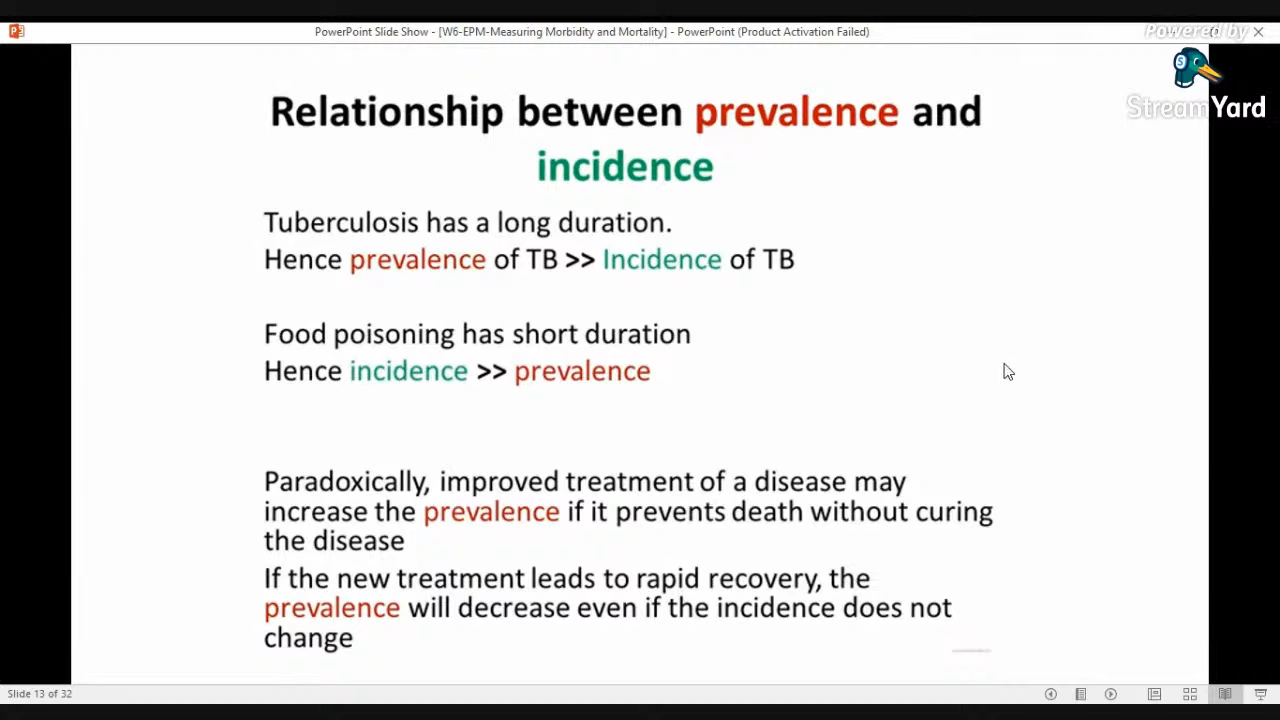 PowerPoint Slide Show - [W6-EPM-Measuring Morbidity and Mortality] - PowerPoint (Product Activation Failed)
Powered by
StreamYard
Relationship between prevalence and
incidence
Tuberculosis has a long duration.
Hence prevalence of TB >> Incidence of TB
Food poisoning has short duration
Hence incidence >> prevalence
Paradoxically, improved treatment of a disease may
increase the prevalence if it prevents death without curing
the disease
If the new treatment leads to rapid recovery, the
prevalence will decrease even if the incidence does not
change
Slide 13 of 32